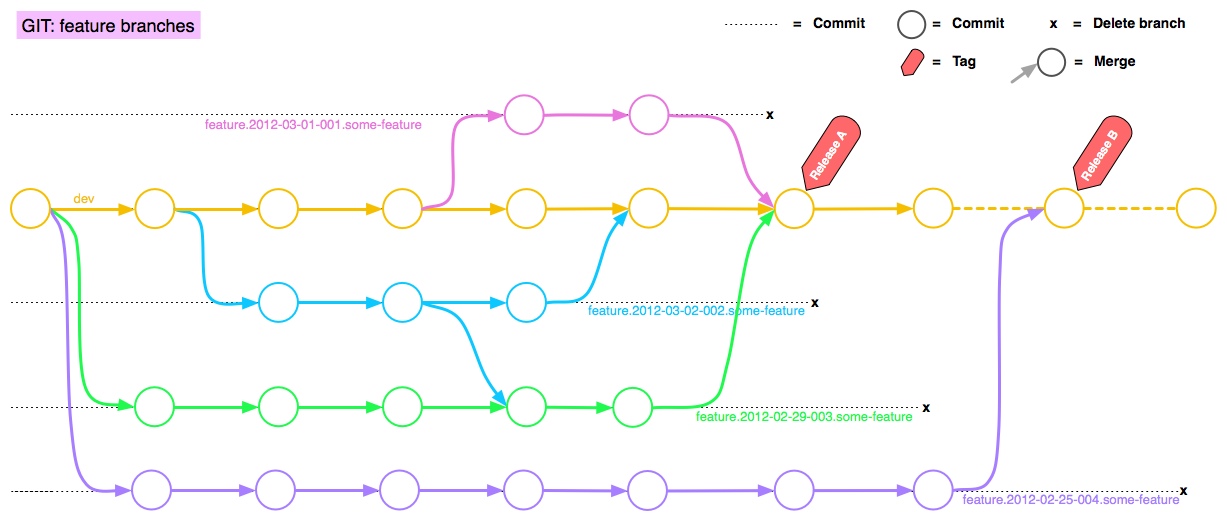 GIT: feature branches
= Commit
= Commit
x = Delete branch
= Tag
= Merge
x
feature.2012-03-01-001.some-feature
Release A
Release B
dev
x
feature.2012-03-02-002.some-feature
x
feature.2012-02-29-003.some-feature
x
feature.2012-02-25-004.some-feature